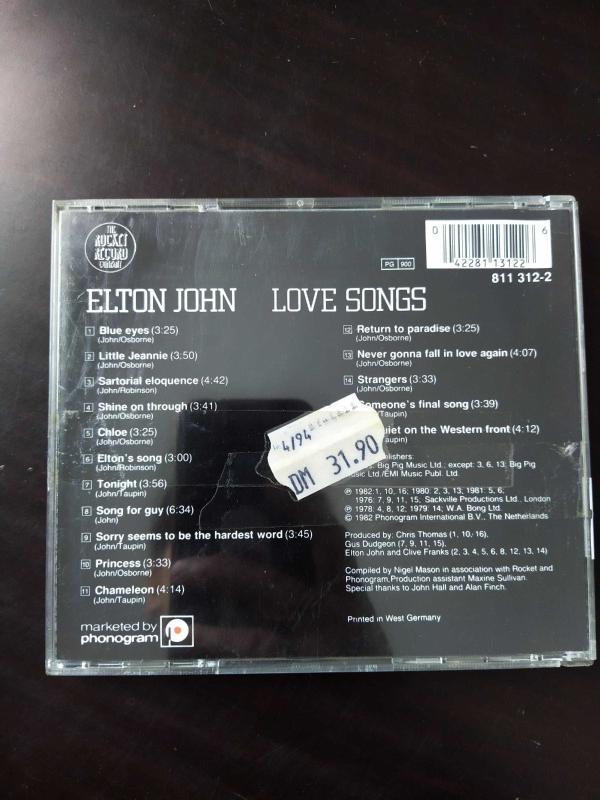 THE
ROCKET
RECORD
COMPANY
PG 900
0 42281 13122 6
811 312-2
ELTON JOHN LOVE SONGS
1 Blue eyes (3:25)
(John/Osborne)
2 Little Jeannie (3:50)
(John/Osborne)
3 Sartorial eloquence (4:42)
(John/Robinson)
4 Shine on through (3:41)
(John/Osborne)
5 Chloe (3:25)
(John/Osborne)
6 Elton's song (3:00)
(John/Robinson)
7 Tonight (3:56)
(John/Taupin)
8 Song for guy (6:34)
(John)
9 Sorry seems to be the hardest word (3:45)
(John/Taupin)
10 Princess (3:33)
(John/Osborne)
11 Chameleon (4:14)
(John/Taupin)
12 Return to paradise (3:25)
(John/Osborne)
13 Never gonna fall in love again (4:07)
(John/Osborne)
14 Strangers (3:33)
(John/Osborne)
Someone's final song (3:39)
/Taupin)
quiet on the Western front (4:12)
/Taupin)
4/94
DM 31.90
publishers:
Big Pig Music Ltd.; except: 3, 6, 13; Big Pig
Music Ltd./EMI Music Publ. Ltd.
℗ 1982:1, 10, 16; 1980: 2, 3, 13, 1981: 5, 6,
1976: 7, 9, 11, 15; Sackville Productions Ltd., London
℗ 1978: 4, 8, 12, 1979: 14; W.A. Bong Ltd.
© 1982 Phonogram International B.V., The Netherlands
Produced by: Chris Thomas (1, 10, 16).
Gus Dudgeon (7, 9, 11, 15),
Elton John and Clive Franks (2, 3, 4, 5, 6, 8, 12, 13, 14)
Compiled by Nigel Mason in association with Rocket and
Phonogram,Production assistant Maxine Sullivan.
Special thanks to John Hall and Alan Finch.
Printed in West Germany
marketed by
phonogram